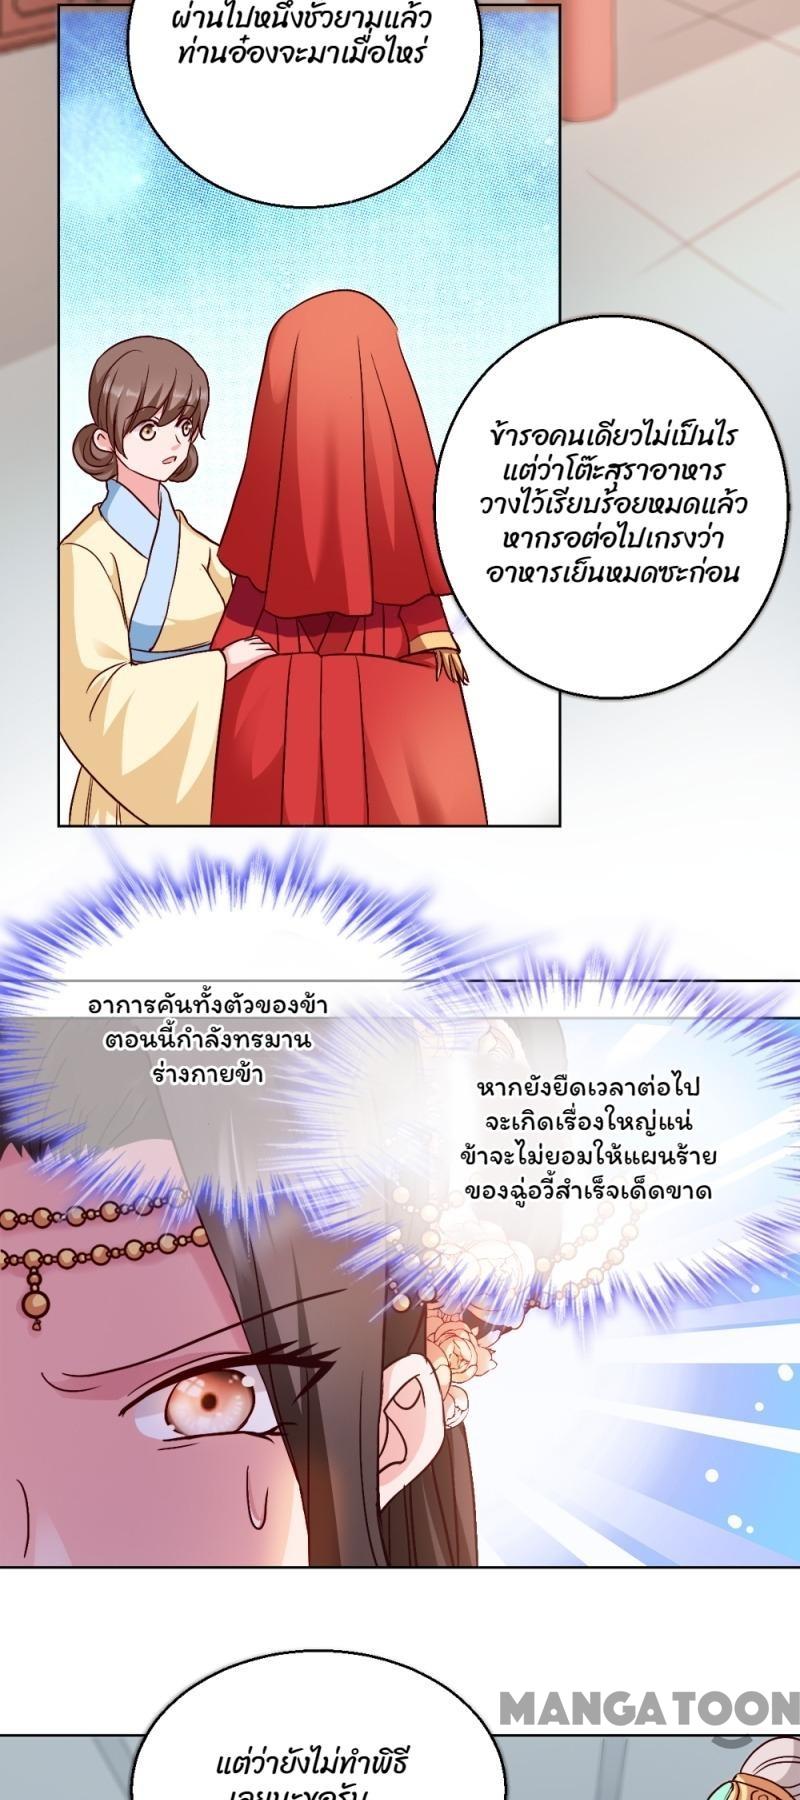 ผ่านไปหนึ่งชั่วยามแล้ว
ท่านอ๋องจะมาเมื่อไหร่
ข้ารอคนเดียวไม่เป็นไร
แต่ว่าโต๊ะสุราอาหาร
วางไว้เรียบร้อยหมดแล้ว
หากรอต่อไปเกรงว่า
อาหารเย็นหมดซะก่อน
อาการคันทั้งตัวของข้า
ตอนนี้กำลังทรมาน
ร่างกายข้า
หากยังยืดเวลาต่อไป
จะเกิดเรื่องใหญ่แน่
ข้าจะไม่ยอมให้แผนร้าย
ของฉู่อวี้สำเร็จเด็ดขาด
MANGATOON
แต่ว่ายังไม่ทำพิธี